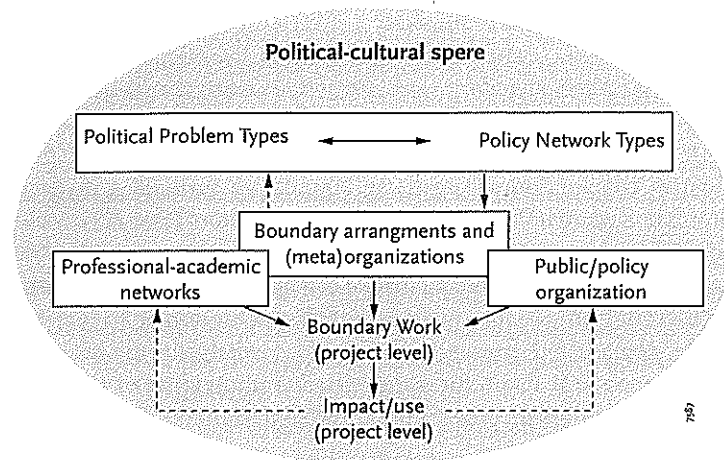 Political-cultural spere
Political Problem Types
Policy Network Types
Boundary arrangments and
(meta)organizations
Professional-academic
networks
Public/policy
organization
Boundary Work
(project level)
Impact/use
(project level)
7587